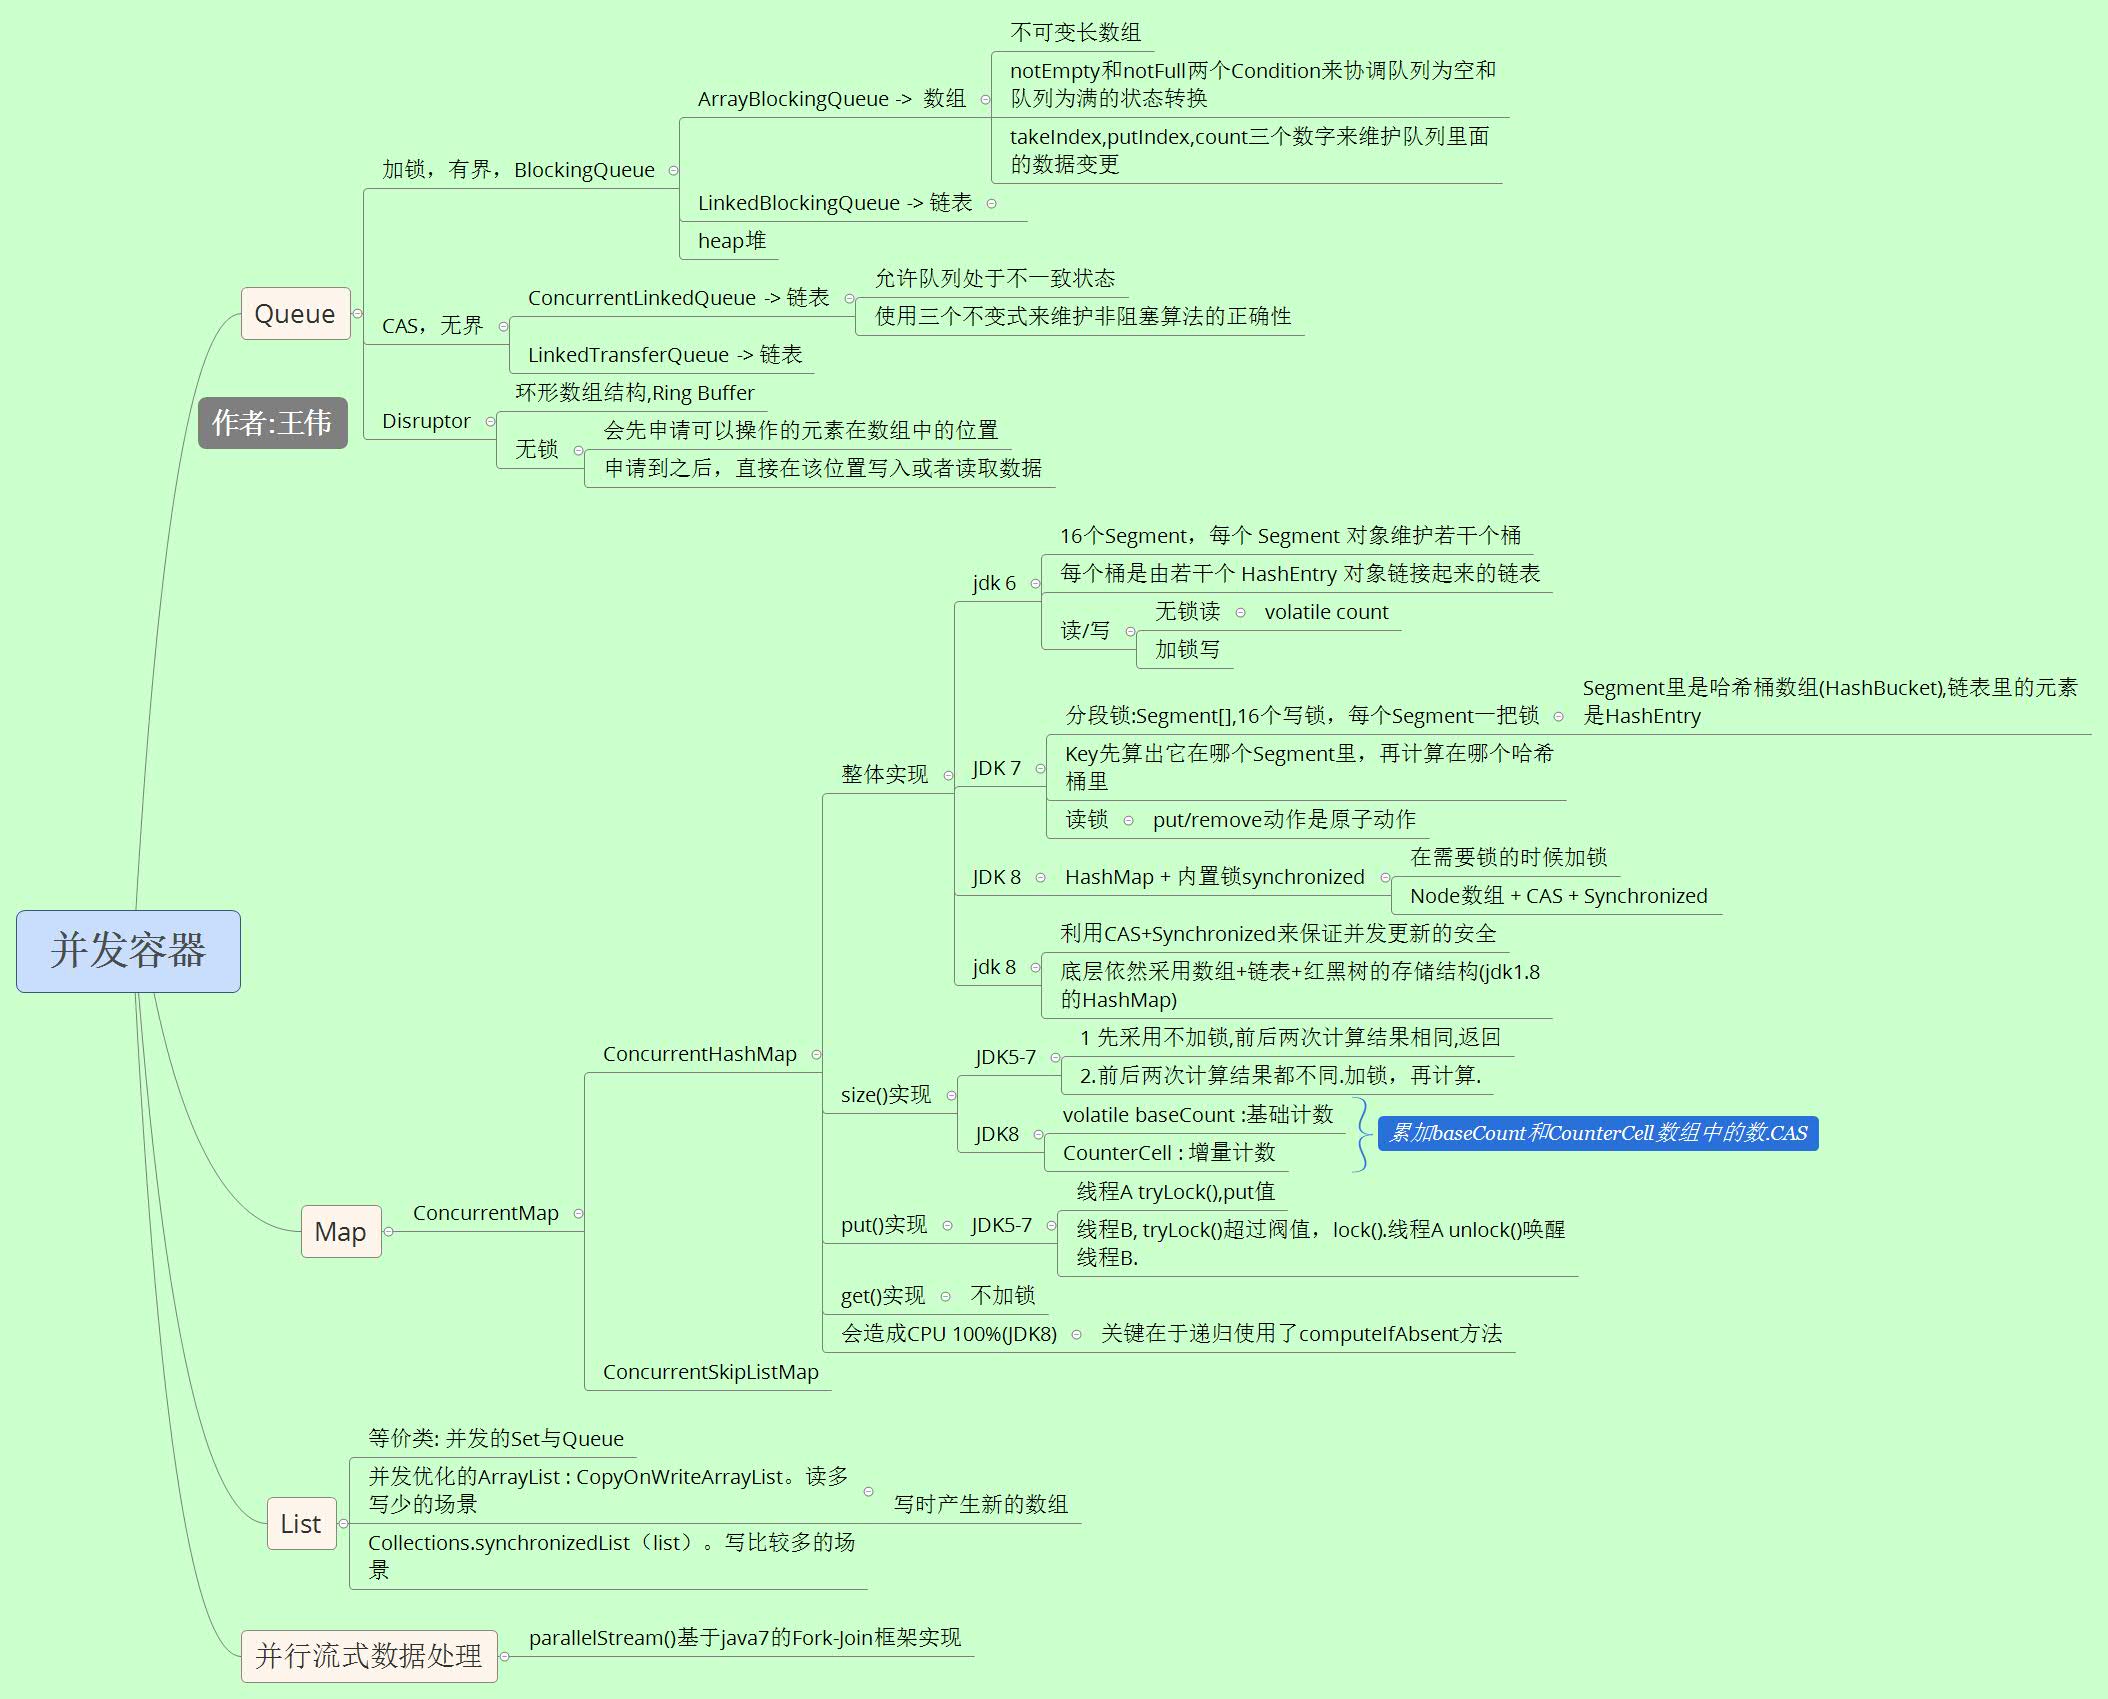 并发容器
Queue
作者:王伟
加锁，有界，BlockingQueue
ArrayBlockingQueue -> 数组
不可变长数组
notEmpty和notFull两个Condition来协调队列为空和
队列为满的状态转换
takeIndex,putIndex,count三个数字来维护队列里面
的数据变更
LinkedBlockingQueue -> 链表
heap堆
CAS，无界
ConcurrentLinkedQueue -> 链表
允许队列处于不一致状态
使用三个不变式来维护非阻塞算法的正确性
LinkedTransferQueue -> 链表
Disruptor
环形数组结构,Ring Buffer
无锁
会先申请可以操作的元素在数组中的位置
申请到之后，直接在该位置写入或者读取数据
Map
ConcurrentMap
ConcurrentHashMap
整体实现
jdk 6
16个Segment，每个 Segment 对象维护若干个桶
每个桶是由若干个 HashEntry 对象链接起来的链表
读/写
无锁读
volatile count
加锁写
JDK 7
分段锁:Segment[],16个写锁，每个Segment一把锁
Segment里是哈希桶数组(HashBucket),链表里的元素
是HashEntry
Key先算出它在哪个Segment里，再计算在哪个哈希
桶里
读锁
put/remove动作是原子动作
JDK 8
HashMap + 内置锁synchronized
在需要锁的时候加锁
Node数组 + CAS + Synchronized
jdk 8
利用CAS+Synchronized来保证并发更新的安全
底层依然采用数组+链表+红黑树的存储结构(jdk1.8
的HashMap)
size()实现
JDK5-7
1 先采用不加锁,前后两次计算结果相同,返回
2.前后两次计算结果都不同.加锁，再计算.
JDK8
volatile baseCount :基础计数
CounterCell : 增量计数
累加baseCount和CounterCell数组中的数.CAS
put()实现
JDK5-7
线程A tryLock(),put值
线程B, tryLock()超过阀值，lock().线程A unlock()唤醒
线程B.
get()实现
不加锁
会造成CPU 100%(JDK8)
关键在于递归使用了computeIfAbsent方法
ConcurrentSkipListMap
List
等价类: 并发的Set与Queue
并发优化的ArrayList : CopyOnWriteArrayList。读多
写少的场景
写时产生新的数组
Collections.synchronizedList（list）。写比较多的场
景
并行流式数据处理
parallelStream()基于java7的Fork-Join框架实现